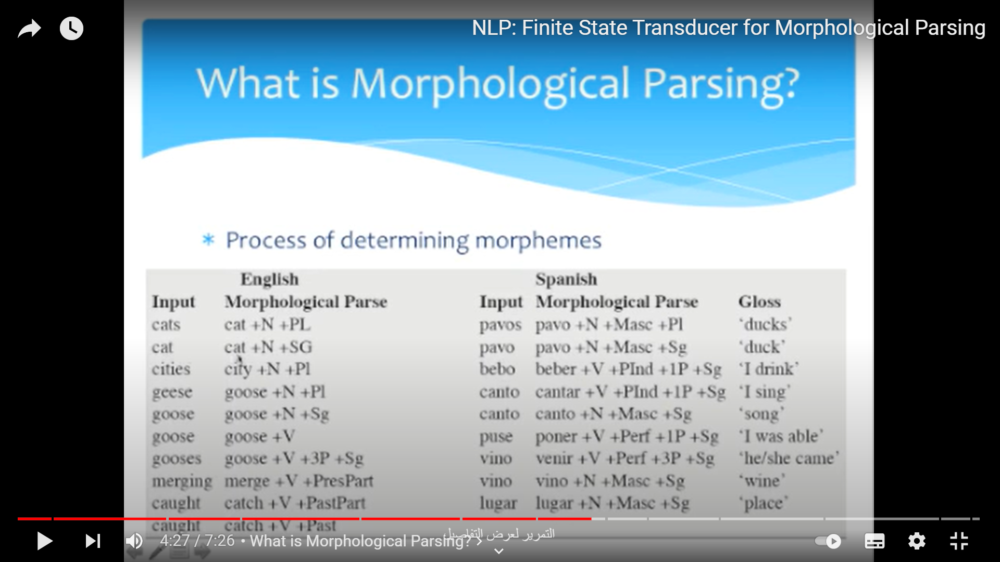 NLP: Finite State Transducer for Morphological Parsing
What is Morphological Parsing?
* Process of determining morphemes
English Spanish
Input Morphological Parse Input Morphological Parse Gloss
cats cat +N +PL pavos pavo +N +Masc +Pl ‘ducks’
cat cat +N +SG pavo pavo +N +Masc +Sg ‘duck’
cities city +N +Pl bebo beber +V +PInd +1P +Sg ‘I drink’
geese goose +N +Pl canto cantar +V +PInd +1P +Sg ‘I sing’
goose goose +N +Sg canto canto +N +Masc +Sg ‘song’
goose goose +V puse poner +V +Perf +1P +Sg ‘I was able’
gooses goose +V +3P +Sg vino venir +V +Perf +3P +Sg ‘he/she came’
merging merge +V +PresPart vino vino +N +Masc +Sg ‘wine’
caught catch +V +PastPart lugar lugar +N +Masc +Sg ‘place’
caught catch +V +Past
التمرير لعرض التفاصيل
4:27 / 7:26 • What is Morphological Parsing?